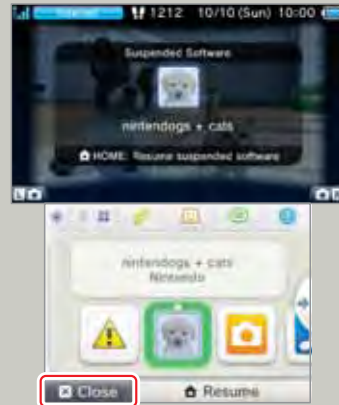 Internet 1212 10/10 (Sun) 10:00
Suspended Software
nintendogs + cats
HOME: Resume suspended software
L
R
nintendogs + cats
Nintendo
Close
Resume